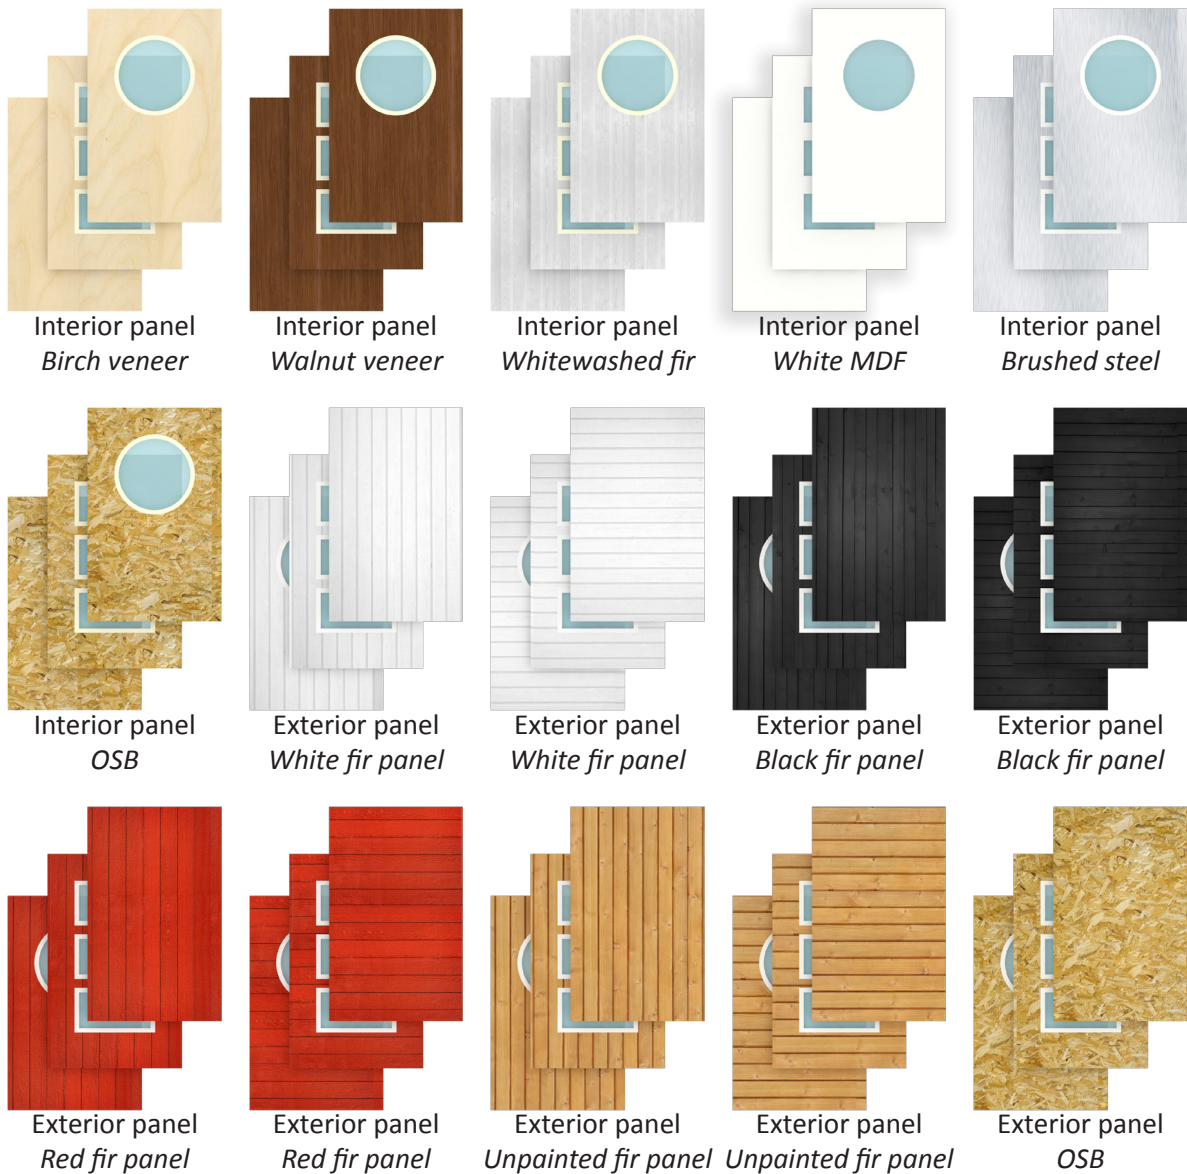 Interior panel
Birch veneer
Interior panel
Walnut veneer
Interior panel
Whitewashed fir
Interior panel
White MDF
Interior panel
Brushed steel
Interior panel
OSB
Exterior panel
White fir panel
Exterior panel
White fir panel
Exterior panel
Black fir panel
Exterior panel
Black fir panel
Exterior panel
Red fir panel
Exterior panel
Red fir panel
Exterior panel
Unpainted fir panel
Exterior panel
Unpainted fir panel
Exterior panel
OSB